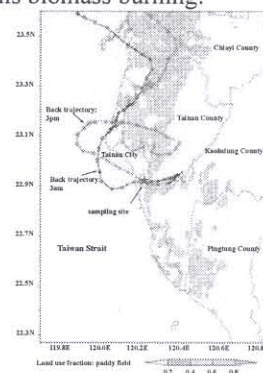 ns biomass burning.
23.5N
Chiayi County
23.3N
Back trajectory:
3pm
Tainan County
23.1N
Tainan City
Kaohsiung County
Back trajectory:
3am
22.9N
sampling site
22.7N
Taiwan Strait
Pingtung County
22.5N
22.3N
119.8E 120.0E 120.2E 120.4E 120.6E 120.8
Land use fraction: paddy field
0.2 0.4 0.6 0.8